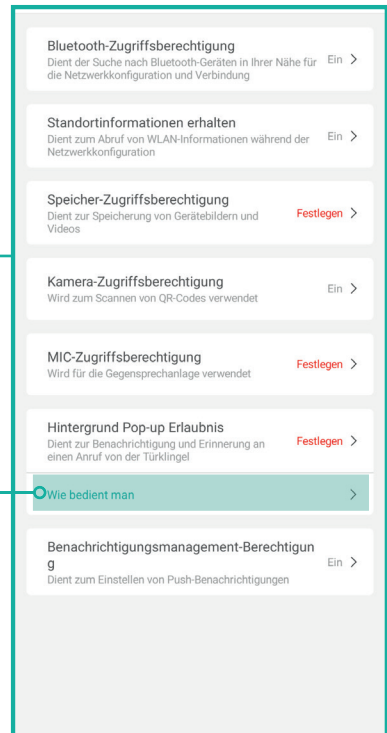 Bluetooth-Zugriffsberechtigung
Dient der Suche nach Bluetooth-Geräten in Ihrer Nähe für
die Netzwerkkonfiguration und Verbindung
Ein
Standortinformationen erhalten
Dient zum Abruf von WLAN-Informationen während der
Netzwerkkonfiguration
Ein
Speicher-Zugriffsberechtigung
Dient zur Speicherung von Gerätebildern und
Videos
Festlegen
Kamera-Zugriffsberechtigung
Wird zum Scannen von QR-Codes verwendet
Ein
MIC-Zugriffsberechtigung
Wird für die Gegensprechanlage verwendet
Festlegen
Hintergrund Pop-up Erlaubnis
Dient zur Benachrichtigung und Erinnerung an
einen Anruf von der Türklingel
Festlegen
Wie bedient man
Benachrichtigungsmanagement-Berechtigun
g
Dient zum Einstellen von Push-Benachrichtigungen
Ein